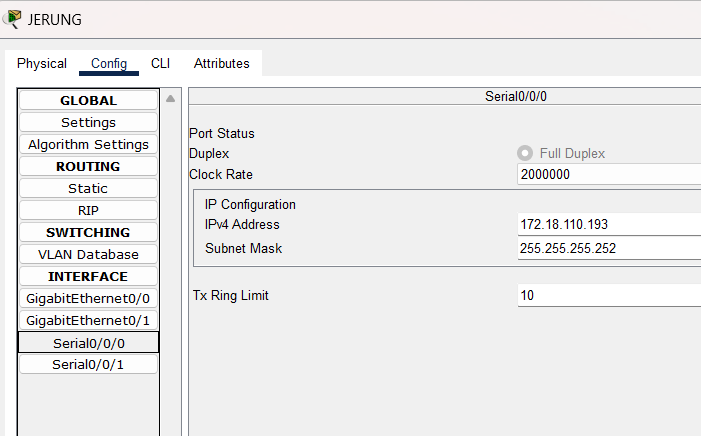 JERUNG
Physical Config CLI Attributes
GLOBAL
Settings
Algorithm Settings
ROUTING
Static
RIP
SWITCHING
VLAN Database
INTERFACE
GigabitEthernet0/0
GigabitEthernet0/1
Serial0/0/0
Serial0/0/1
Serial0/0/0
Port Status
Duplex Full Duplex
Clock Rate 2000000
IP Configuration
IPv4 Address 172.18.110.193
Subnet Mask 255.255.255.252
Tx Ring Limit 10